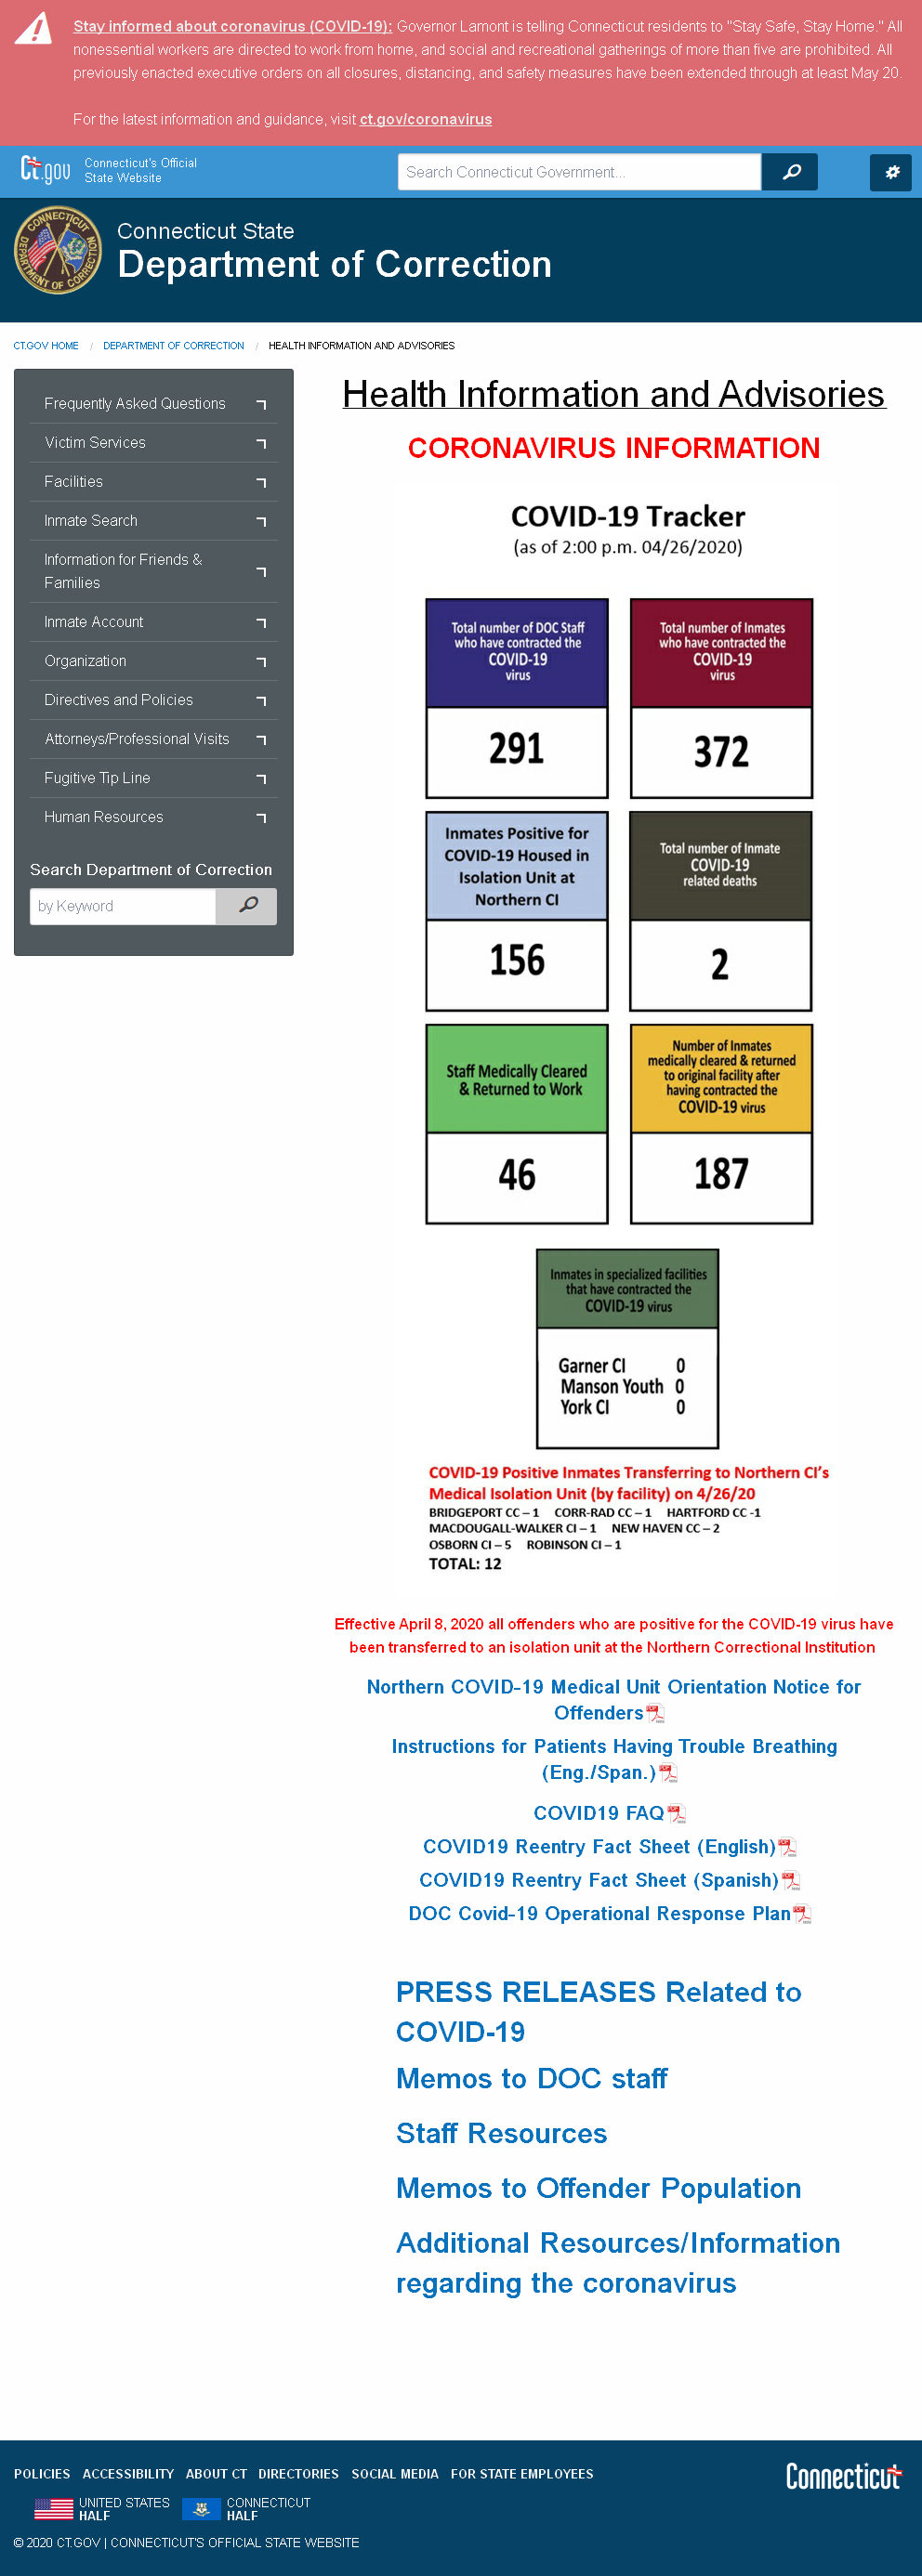 Stay informed about coronavirus (COVID-19): Governor Lamont is telling Connecticut residents to "Stay Safe, Stay Home." All
nonessential workers are directed to work from home, and social and recreational gatherings of more than five are prohibited. All
previously enacted executive orders on all closures, distancing, and safety measures have been extended through at least May 20.
For the latest information and guidance, visit ct.gov/coronavirus
Ct.gov
Connecticut's Official
State Website
Search Connecticut Government...
CONNECTICUT
DEPARTMENT OF CORRECTION
Connecticut State
Department of Correction
CT.GOV HOME / DEPARTMENT OF CORRECTION / HEALTH INFORMATION AND ADVISORIES
Frequently Asked Questions
Victim Services
Facilities
Inmate Search
Information for Friends &
Families
Inmate Account
Organization
Directives and Policies
Attorneys/Professional Visits
Fugitive Tip Line
Human Resources
Search Department of Correction
by Keyword
Health Information and Advisories
CORONAVIRUS INFORMATION
COVID-19 Tracker
(as of 2:00 p.m. 04/26/2020)
Total number of DOC Staff
who have contracted the
COVID-19
virus
291
Total number of Inmates
who have contracted the
COVID-19
virus
372
Inmates Positive for
COVID-19 Housed in
Isolation Unit at
Northern CI
156
Total number of Inmate
COVID-19
related deaths
2
Staff Medically Cleared
& Returned to Work
46
Number of Inmates
medically cleared & returned
to original facility after
having contracted the
COVID-19 virus
187
Inmates in specialized facilities
that have contracted the
COVID-19 virus
Garner CI 0
Manson Youth 0
York CI 0
COVID-19 Positive Inmates Transferring to Northern CI's
Medical Isolation Unit (by facility) on 4/26/20
BRIDGEPORT CC – 1 CORR-RAD CC – 1 HARTFORD CC -1
MACDOUGALL-WALKER CI – 1 NEW HAVEN CC – 2
OSBORN CI – 5 ROBINSON CI – 1
TOTAL: 12
Effective April 8, 2020 all offenders who are positive for the COVID-19 virus have
been transferred to an isolation unit at the Northern Correctional Institution
Northern COVID-19 Medical Unit Orientation Notice for
Offenders
Instructions for Patients Having Trouble Breathing
(Eng./Span.)
COVID19 FAQ
COVID19 Reentry Fact Sheet (English)
COVID19 Reentry Fact Sheet (Spanish)
DOC Covid-19 Operational Response Plan
PRESS RELEASES Related to
COVID-19
Memos to DOC staff
Staff Resources
Memos to Offender Population
Additional Resources/Information
regarding the coronavirus
POLICIES ACCESSIBILITY ABOUT CT DIRECTORIES SOCIAL MEDIA FOR STATE EMPLOYEES
Connecticut
UNITED STATES
HALF
CONNECTICUT
HALF
© 2020 CT.GOV | CONNECTICUT'S OFFICIAL STATE WEBSITE